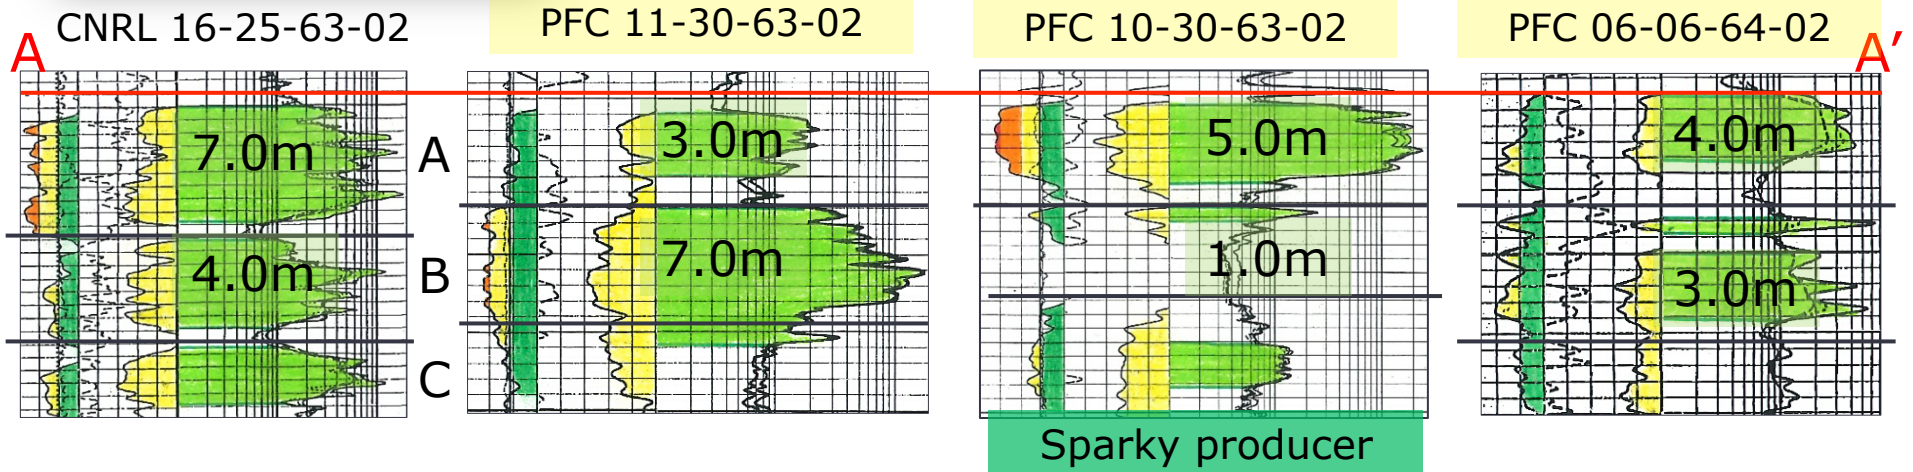 CNRL 16-25-63-02
PFC 11-30-63-02
PFC 10-30-63-02
PFC 06-06-64-02
A
A′
7.0m
A
3.0m
5.0m
4.0m
4.0m
B
7.0m
1.0m
3.0m
C
Sparky producer